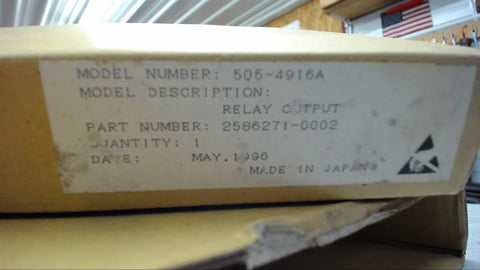 MODEL NUMBER: 505-4916A
MODEL DESCRIPTION:
RELAY OUTPUT
PART NUMBER: 2586271-0002
QUANTITY: 1
DATE: MAY.1996
MADE IN JAPAN